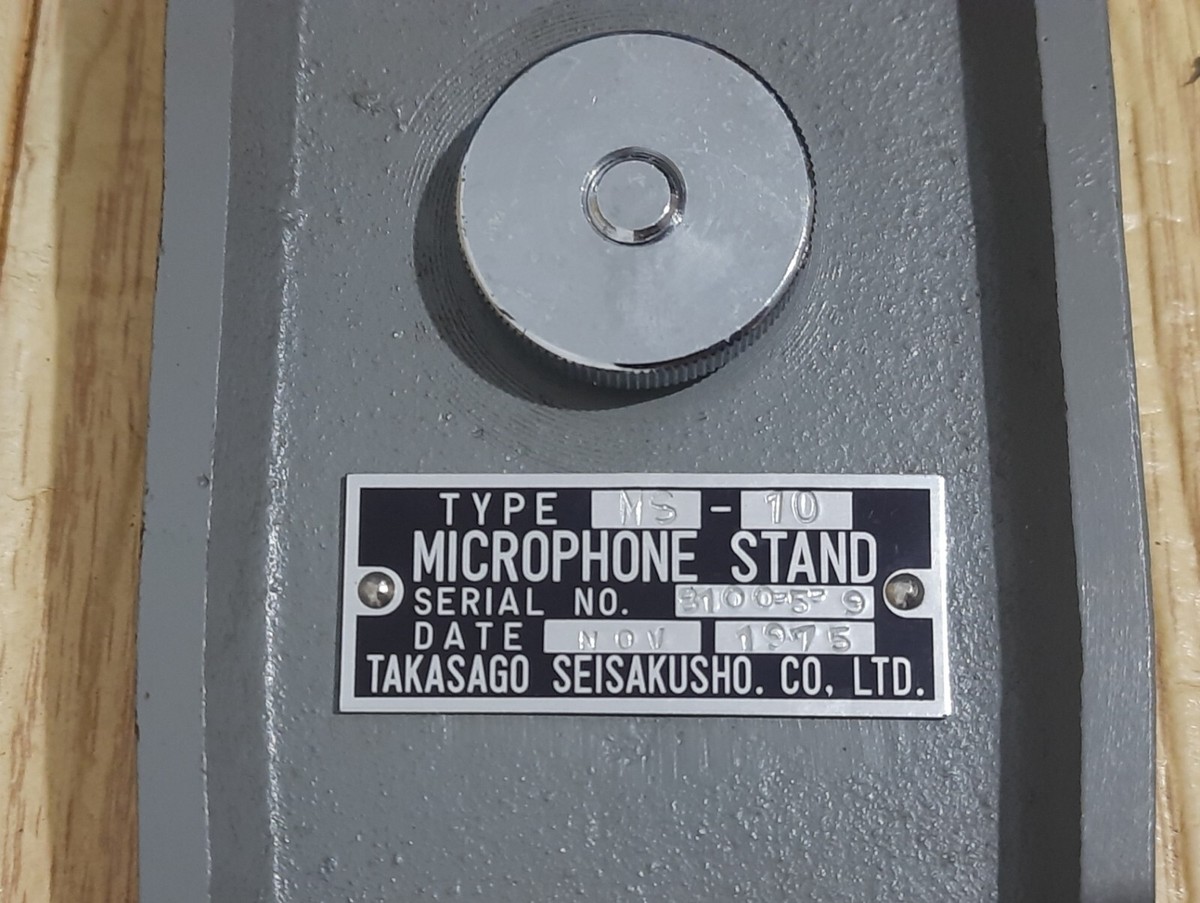 TYPE MS - 10
MICROPHONE STAND
SERIAL NO.
DATE NOV 1975
TAKASAGO SEISAKUSHO. CO, LTD.